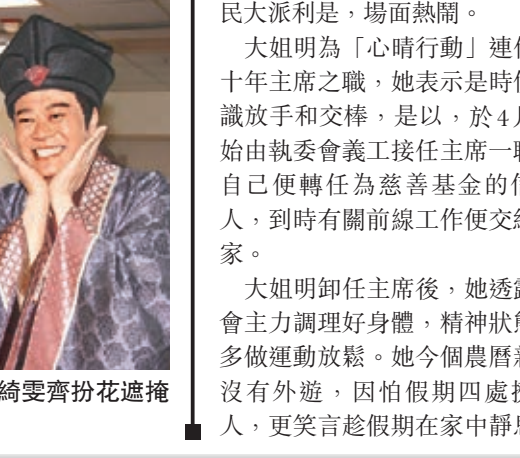 綺雯齊扮花遮掩
民大派利是，場面熱鬧。
大姐明為「心晴行動」連
十年主席之職，她表示是時
識放手和交棒，是以，於4
始由執委會義工接任主席一
自己便轉任為慈善基金的
人，到時有關前線工作便交
家。
大姐明卸任主席後，她透
會主力調理好身體，精神狀
多做運動放鬆。她今個農曆
沒有外遊，因怕假期四處
人，更笑言趁假期在家中靜